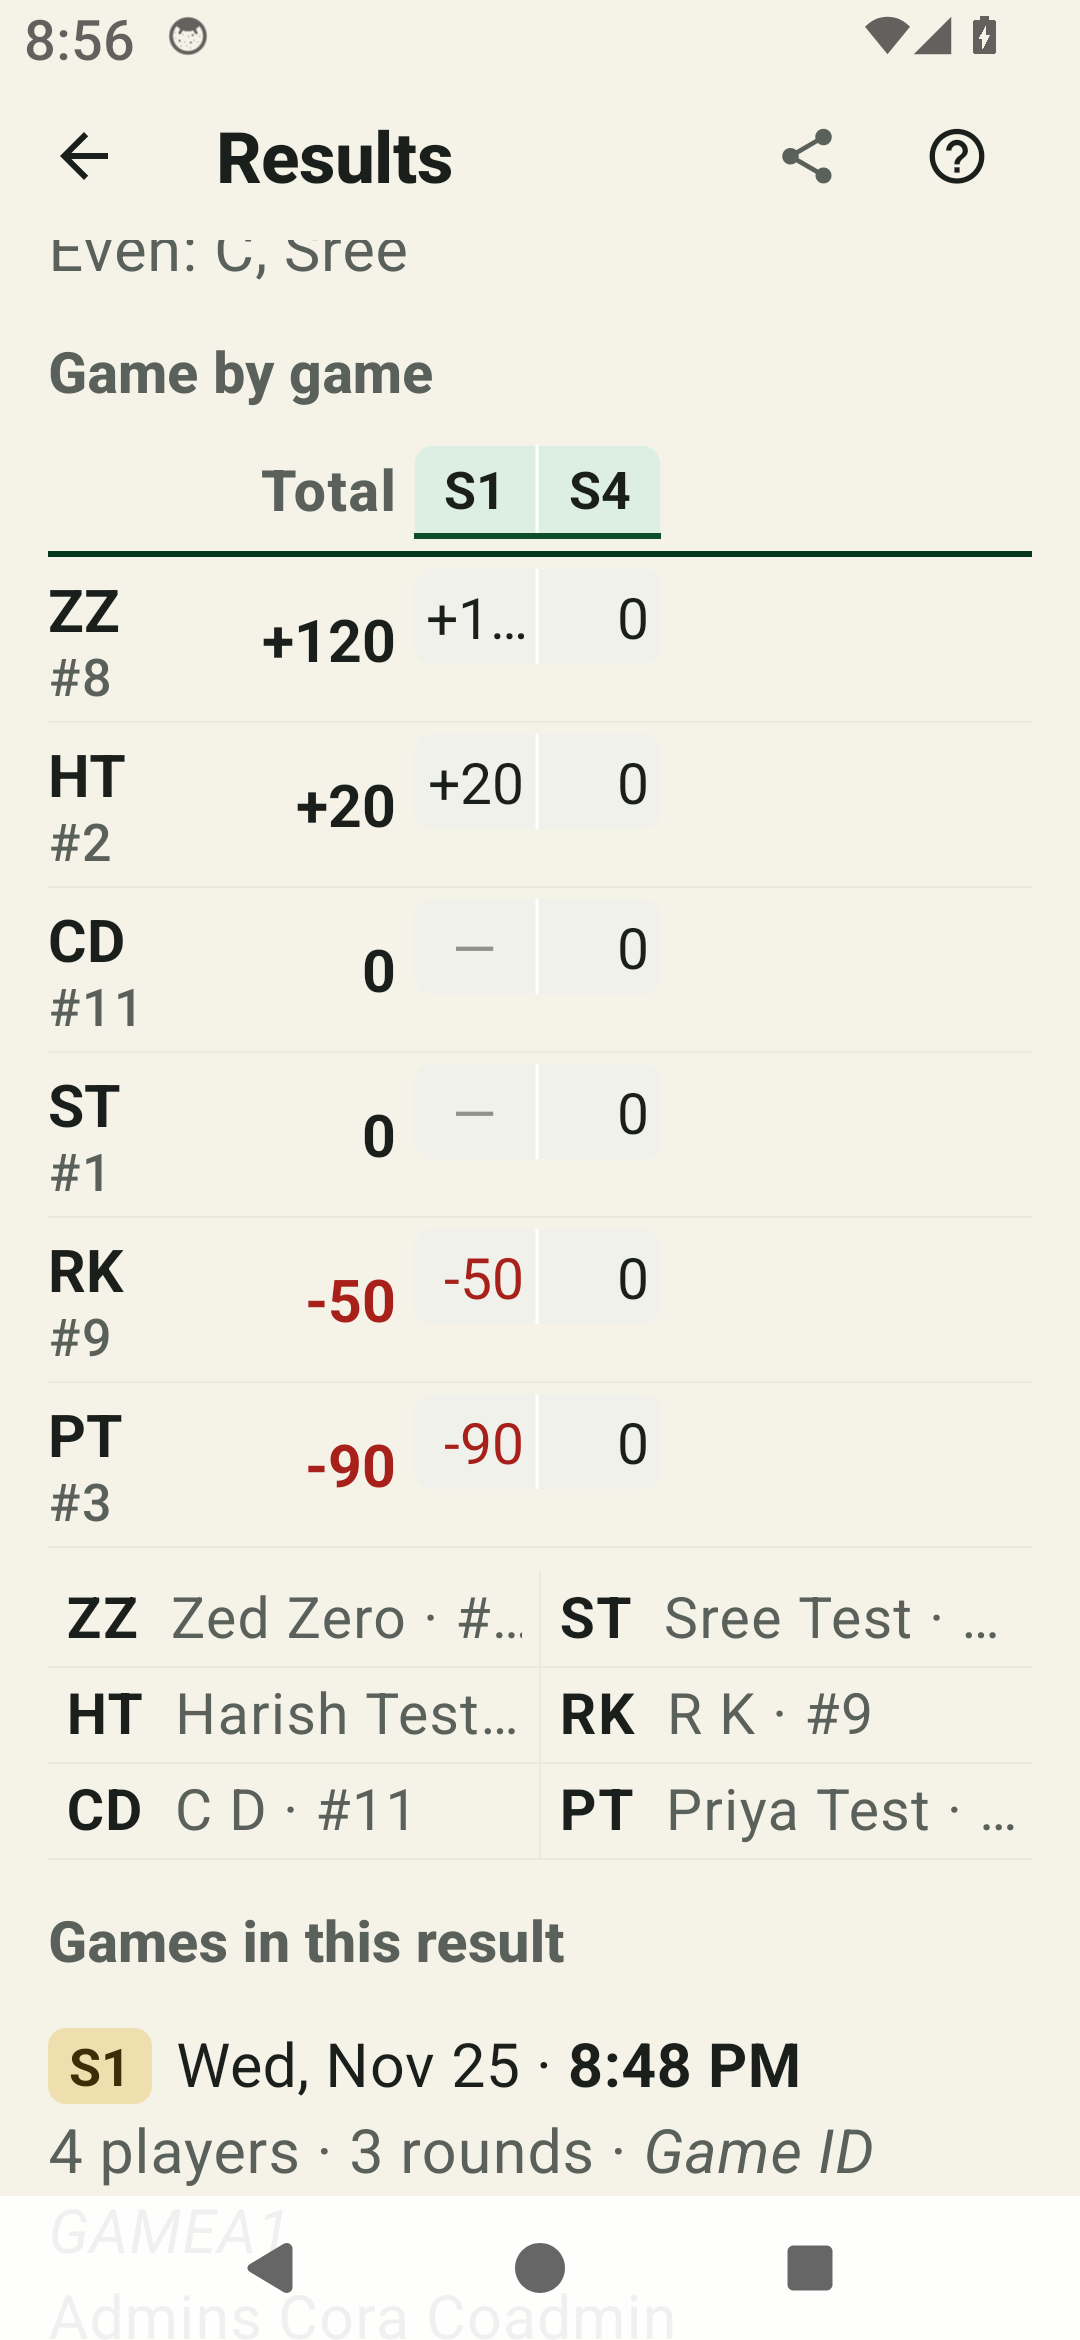 8:56
Results
Even: C, Sree
Game by game
Total S1 S4
ZZ +120 +1... 0
#8
HT +20 +20 0
#2
CD 0 — 0
#11
ST 0 — 0
#1
RK -50 -50 0
#9
PT -90 -90 0
#3
ZZ Zed Zero · #... ST Sree Test · ...
HT Harish Test... RK R K · #9
CD C D · #11 PT Priya Test · ...
Games in this result
S1 Wed, Nov 25 · 8:48 PM
4 players · 3 rounds · Game ID
GAMEA1
Admins Cora Coadmin